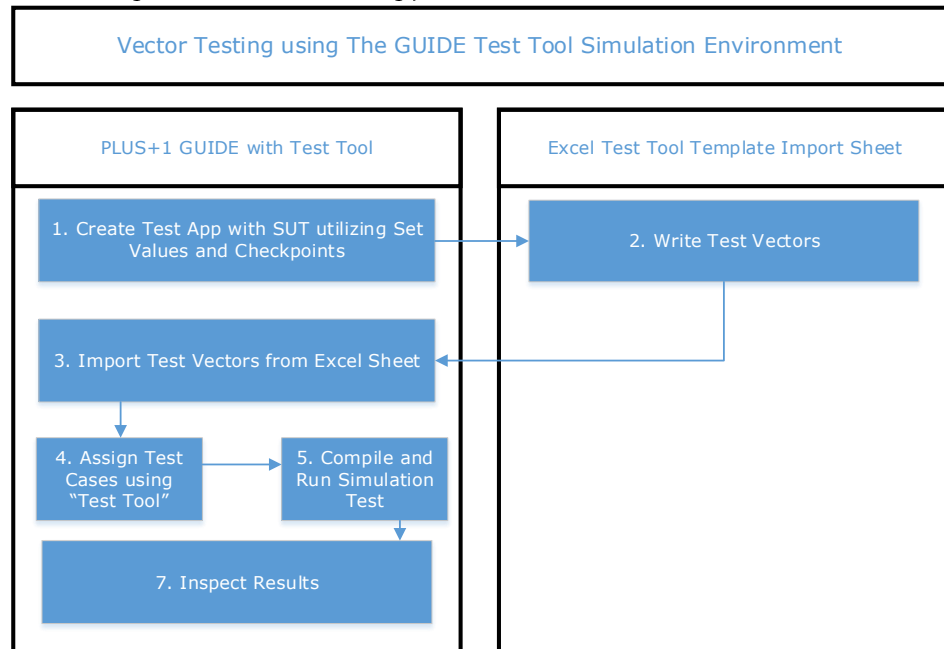 Vector Testing using The GUIDE Test Tool Simulation Environment
PLUS+1 GUIDE with Test Tool
Excel Test Tool Template Import Sheet
1. Create Test App with SUT utilizing Set
Values and Checkpoints
2. Write Test Vectors
3. Import Test Vectors from Excel Sheet
4. Assign Test
Cases using
“Test Tool”
5. Compile and
Run Simulation
Test
7. Inspect Results